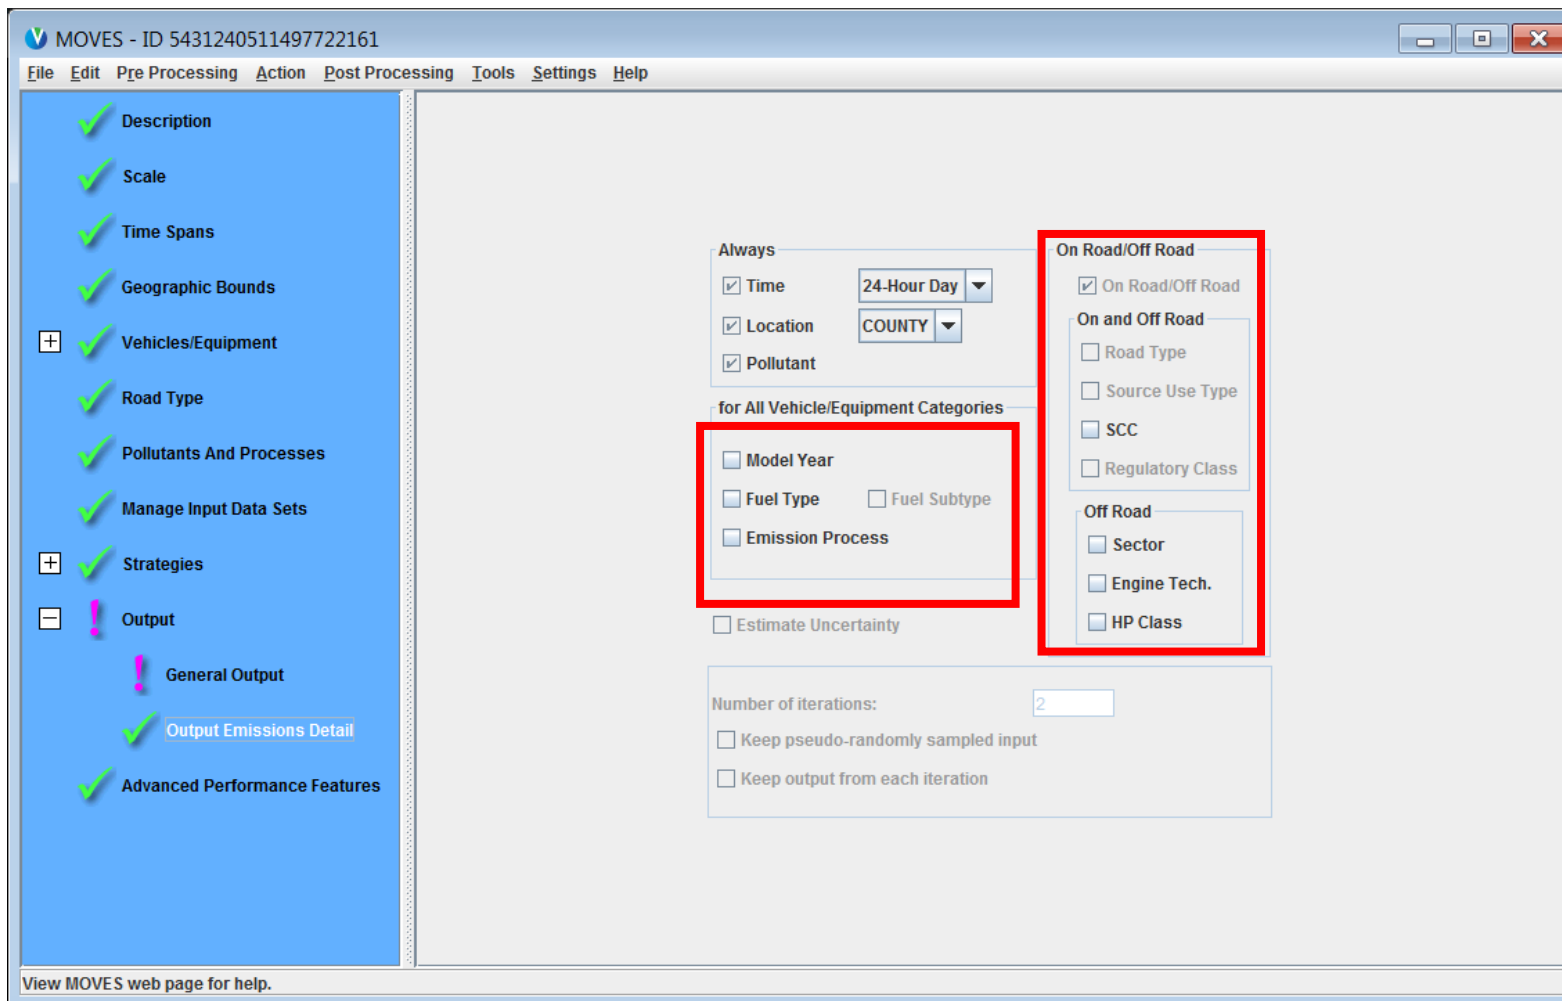 MOVES - ID 5431240511497722161
File Edit Pre Processing Action Post Processing Tools Settings Help
Description
Scale
Time Spans
Geographic Bounds
Vehicles/Equipment
Road Type
Pollutants And Processes
Manage Input Data Sets
Strategies
Output
General Output
Output Emissions Detail
Advanced Performance Features
Always
Time 24-Hour Day
Location COUNTY
Pollutant
for All Vehicle/Equipment Categories
Model Year
Fuel Type Fuel Subtype
Emission Process
Estimate Uncertainty
On Road/Off Road
On Road/Off Road
On and Off Road
Road Type
Source Use Type
SCC
Regulatory Class
Off Road
Sector
Engine Tech.
HP Class
Number of iterations: 2
Keep pseudo-randomly sampled input
Keep output from each iteration
View MOVES web page for help.